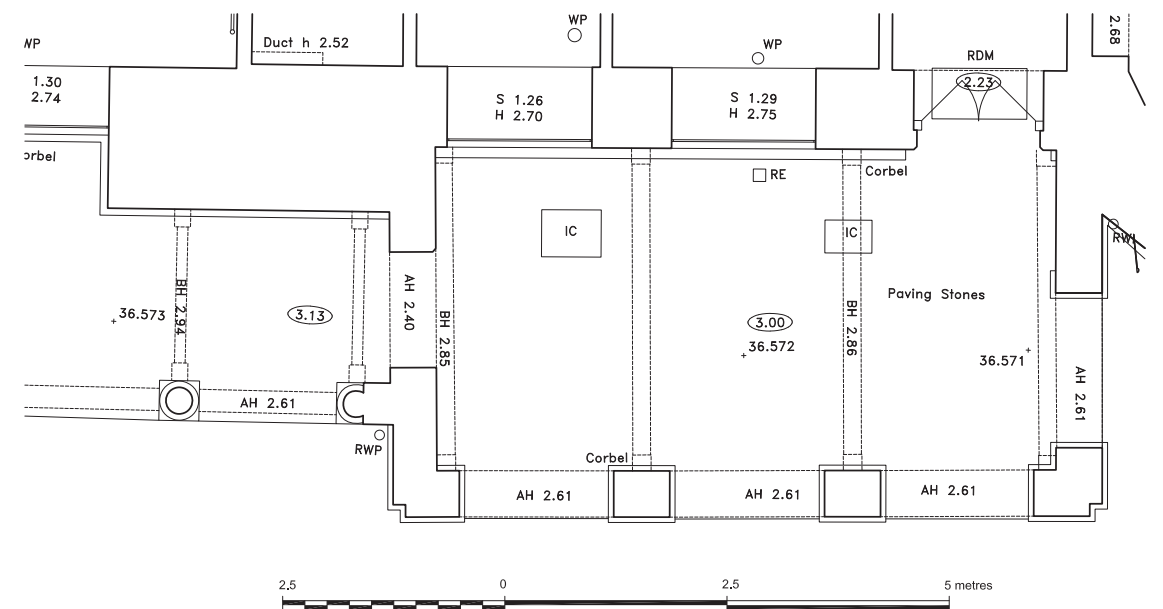 WP
WP
Duct h 2.52
WP
RDM
2.68
1.30
2.74
S 1.26
H 2.70
S 1.29
H 2.75
2.23
orbel
RE
Corbel
IC
IC
RWP
AH 2.40
BH 2.94
36.573
3.13
BH 2.85
3.00
36.572
BH 2.86
Paving Stones
36.571
AH 2.61
AH 2.61
RWP
Corbel
AH 2.61
AH 2.61
AH 2.61
2.5
0
2.5
5 metres